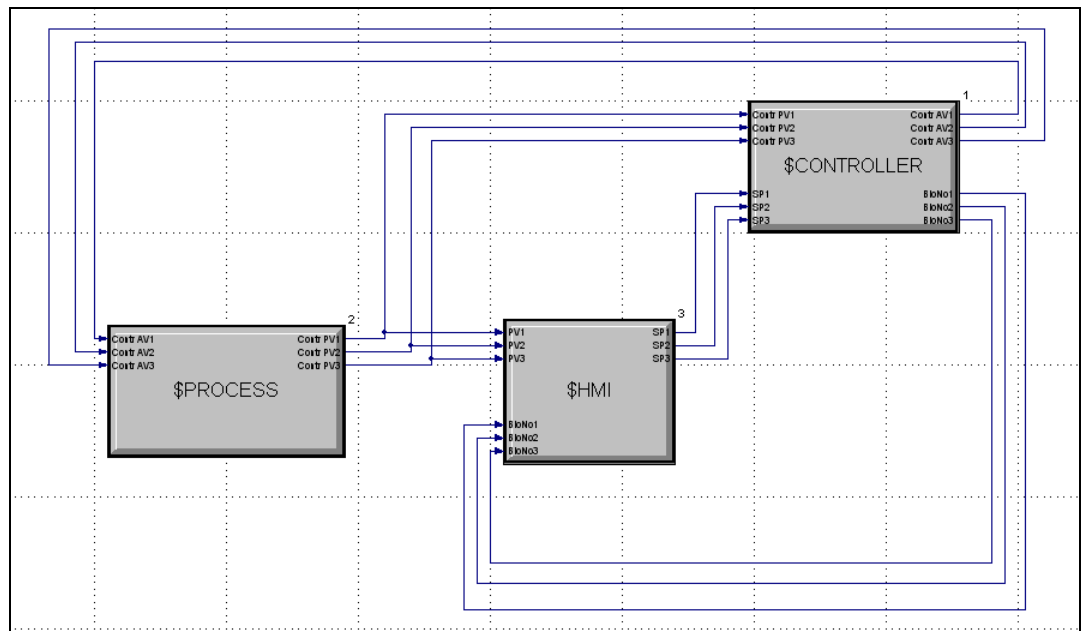 1
Contr PV1 Contr AV1
Contr PV2 Contr AV2
Contr PV3 Contr AV3
$CONTROLLER
SP1 BloNo1
SP2 BloNo2
SP3 BloNo3
2
Contr AV1 Contr PV1
Contr AV2 Contr PV2
Contr AV3 Contr PV3
$PROCESS
3
PV1 SP1
PV2 SP2
PV3 SP3
$HMI
BloNo1
BloNo2
BloNo3